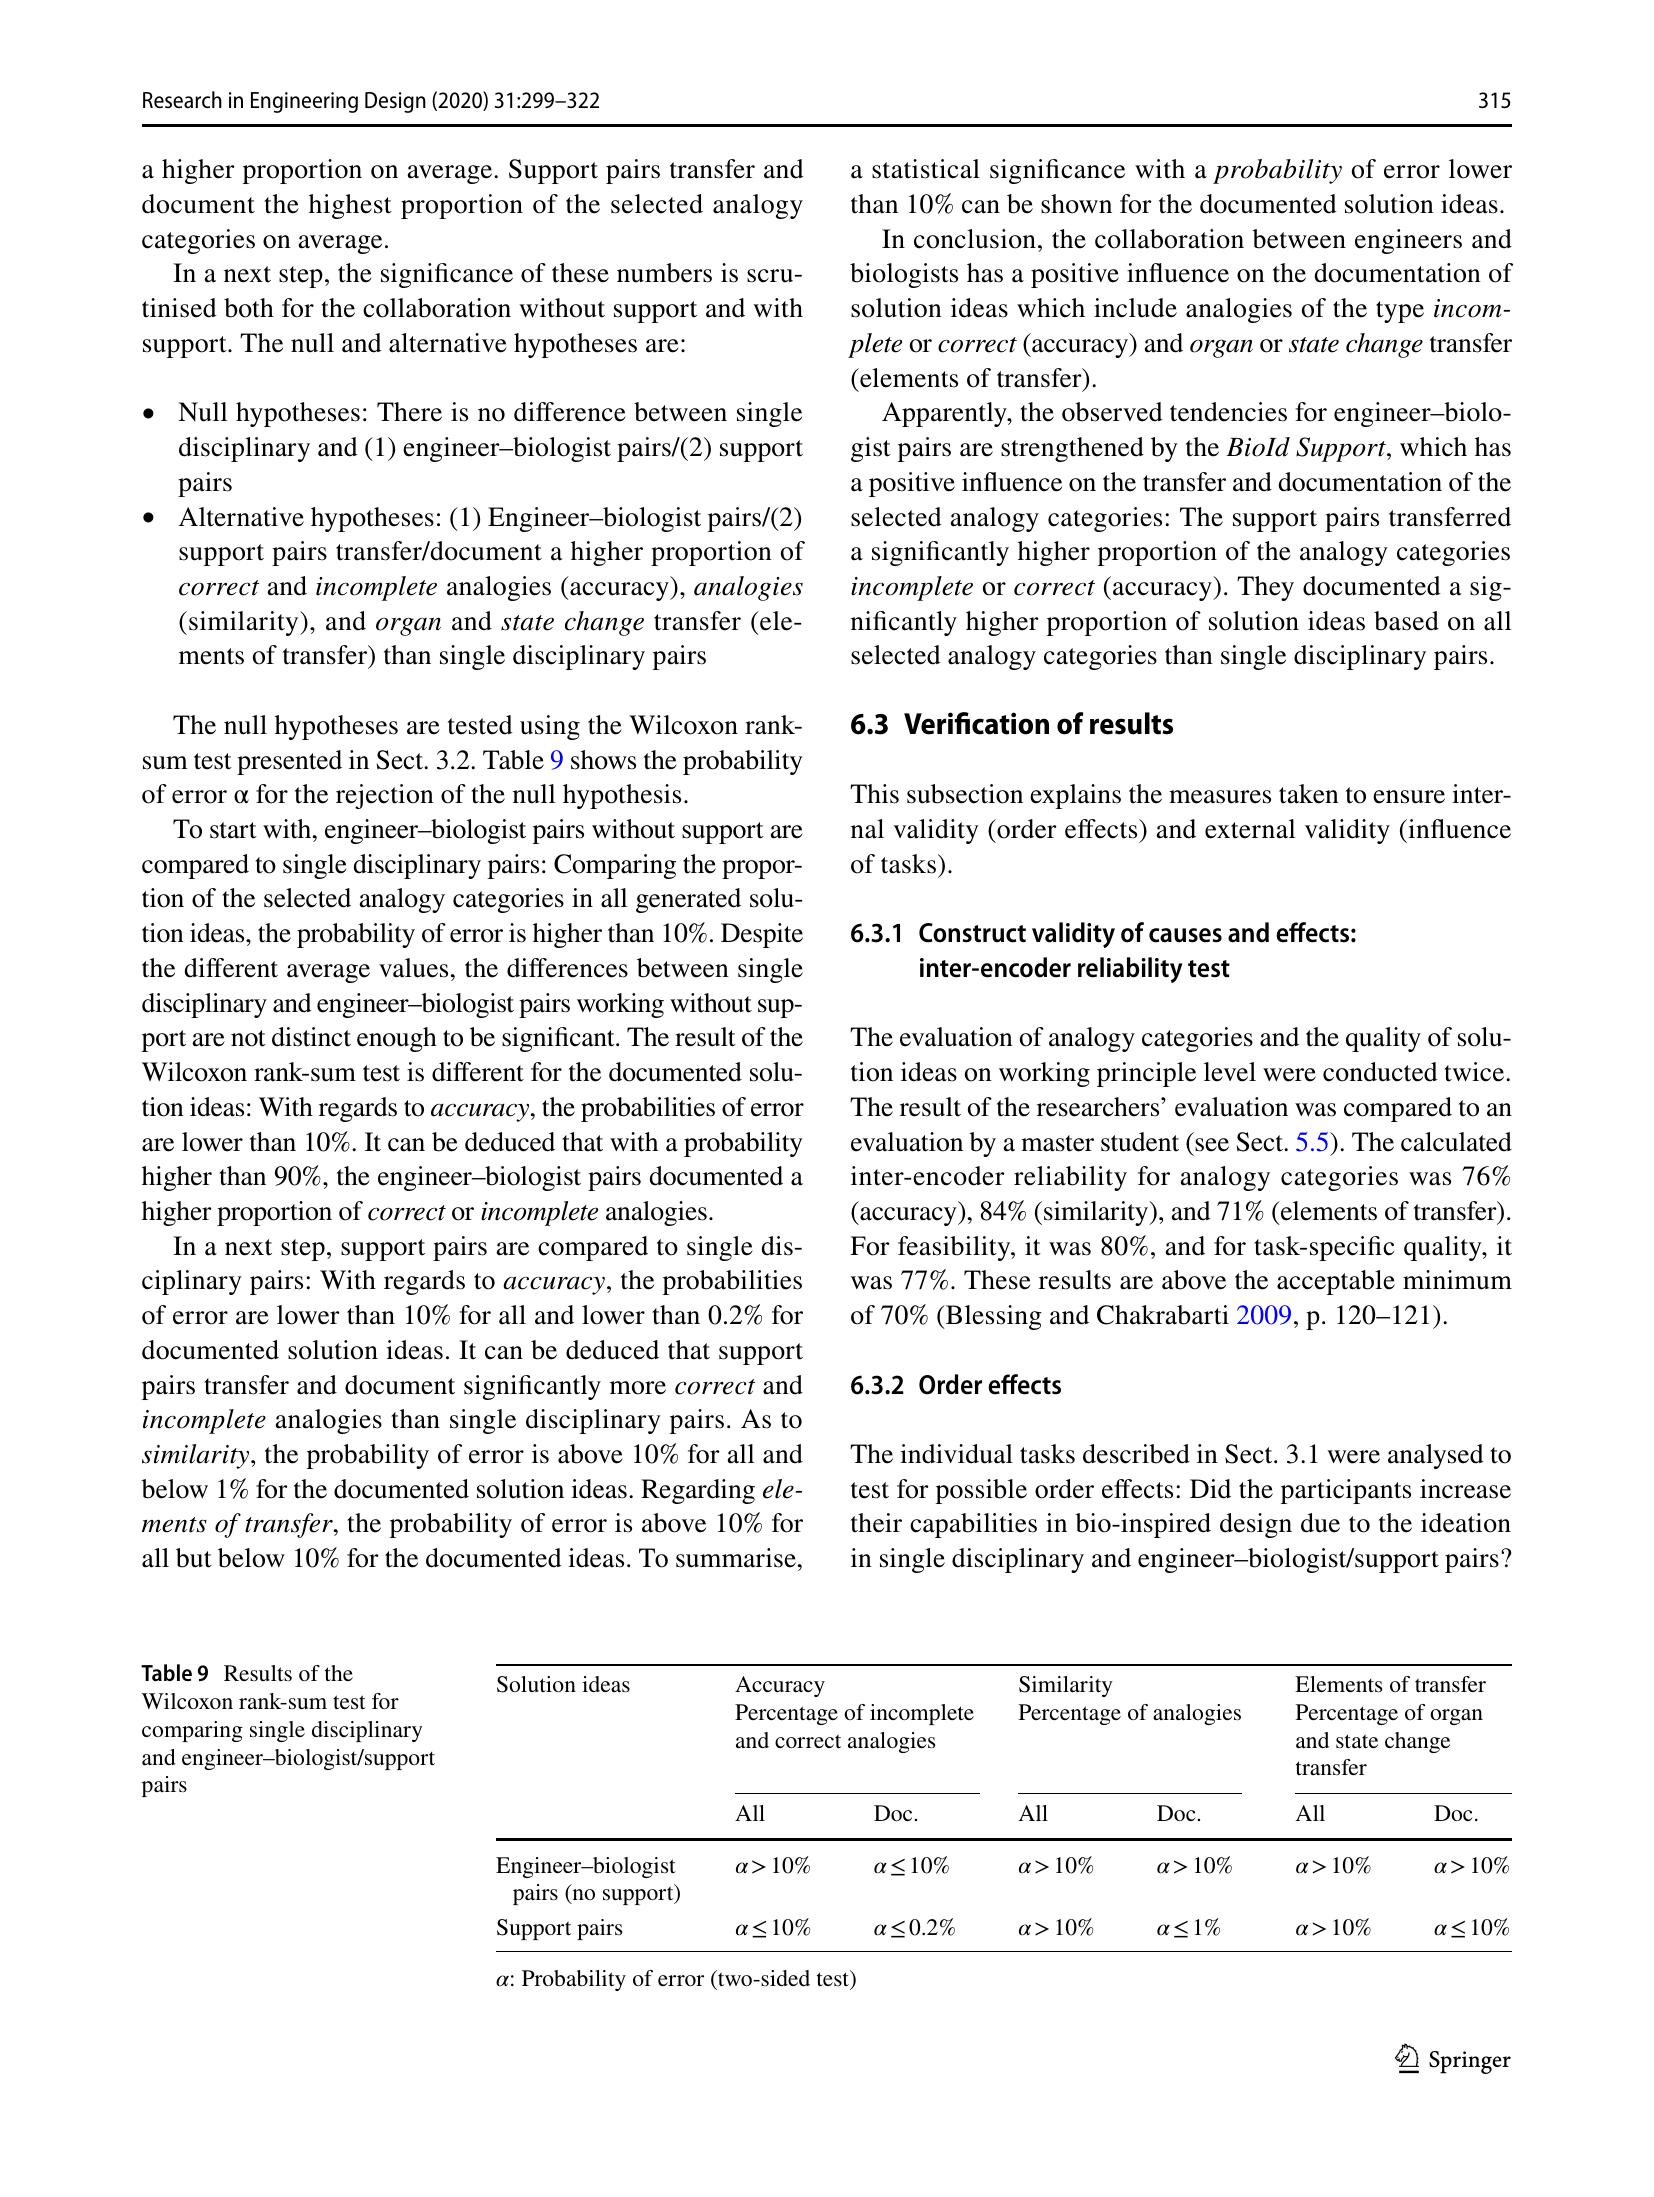 Research in Engineering Design (2020) 31:299–322
315
a higher proportion on average. Support pairs transfer and
document the highest proportion of the selected analogy
categories on average.
In a next step, the significance of these numbers is scru-
tinised both for the collaboration without support and with
support. The null and alternative hypotheses are:
• Null hypotheses: There is no difference between single
disciplinary and (1) engineer–biologist pairs/(2) support
pairs
• Alternative hypotheses: (1) Engineer–biologist pairs/(2)
support pairs transfer/document a higher proportion of
correct and incomplete analogies (accuracy), analogies
(similarity), and organ and state change transfer (ele-
ments of transfer) than single disciplinary pairs
The null hypotheses are tested using the Wilcoxon rank-
sum test presented in Sect. 3.2. Table 9 shows the probability
of error α for the rejection of the null hypothesis.
To start with, engineer–biologist pairs without support are
compared to single disciplinary pairs: Comparing the propor-
tion of the selected analogy categories in all generated solu-
tion ideas, the probability of error is higher than 10%. Despite
the different average values, the differences between single
disciplinary and engineer–biologist pairs working without sup-
port are not distinct enough to be significant. The result of the
Wilcoxon rank-sum test is different for the documented solu-
tion ideas: With regards to accuracy, the probabilities of error
are lower than 10%. It can be deduced that with a probability
higher than 90%, the engineer–biologist pairs documented a
higher proportion of correct or incomplete analogies.
In a next step, support pairs are compared to single dis-
ciplinary pairs: With regards to accuracy, the probabilities
of error are lower than 10% for all and lower than 0.2% for
documented solution ideas. It can be deduced that support
pairs transfer and document significantly more correct and
incomplete analogies than single disciplinary pairs. As to
similarity, the probability of error is above 10% for all and
below 1% for the documented solution ideas. Regarding ele-
ments of transfer, the probability of error is above 10% for
all but below 10% for the documented ideas. To summarise,
a statistical significance with a probability of error lower
than 10% can be shown for the documented solution ideas.
In conclusion, the collaboration between engineers and
biologists has a positive influence on the documentation of
solution ideas which include analogies of the type incom-
plete or correct (accuracy) and organ or state change transfer
(elements of transfer).
Apparently, the observed tendencies for engineer–biolo-
gist pairs are strengthened by the BioId Support, which has
a positive influence on the transfer and documentation of the
selected analogy categories: The support pairs transferred
a significantly higher proportion of the analogy categories
incomplete or correct (accuracy). They documented a sig-
nificantly higher proportion of solution ideas based on all
selected analogy categories than single disciplinary pairs.
6.3 Verification of results
This subsection explains the measures taken to ensure inter-
nal validity (order effects) and external validity (influence
of tasks).
6.3.1 Construct validity of causes and effects:
inter-encoder reliability test
The evaluation of analogy categories and the quality of solu-
tion ideas on working principle level were conducted twice.
The result of the researchers’ evaluation was compared to an
evaluation by a master student (see Sect. 5.5). The calculated
inter-encoder reliability for analogy categories was 76%
(accuracy), 84% (similarity), and 71% (elements of transfer).
For feasibility, it was 80%, and for task-specific quality, it
was 77%. These results are above the acceptable minimum
of 70% (Blessing and Chakrabarti 2009, p. 120–121).
6.3.2 Order effects
The individual tasks described in Sect. 3.1 were analysed to
test for possible order effects: Did the participants increase
their capabilities in bio-inspired design due to the ideation
in single disciplinary and engineer–biologist/support pairs?
Table 9 Results of the
Wilcoxon rank-sum test for
comparing single disciplinary
and engineer–biologist/support
pairs
Solution ideas Accuracy Similarity Elements of transfer
Percentage of incomplete Percentage of analogies Percentage of organ
and correct analogies and state change
transfer
All Doc. All Doc. All Doc.
Engineer–biologist α > 10% α ≤ 10% α > 10% α > 10% α > 10% α > 10%
pairs (no support)
Support pairs α ≤ 10% α ≤ 0.2% α > 10% α ≤ 1% α > 10% α ≤ 10%
α: Probability of error (two-sided test)
Springer